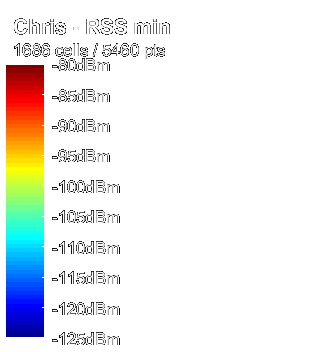 Chris - RSS min
1686 cells / 5460 pts
-80dBm
-85dBm
-90dBm
-95dBm
-100dBm
-105dBm
-110dBm
-115dBm
-120dBm
-125dBm